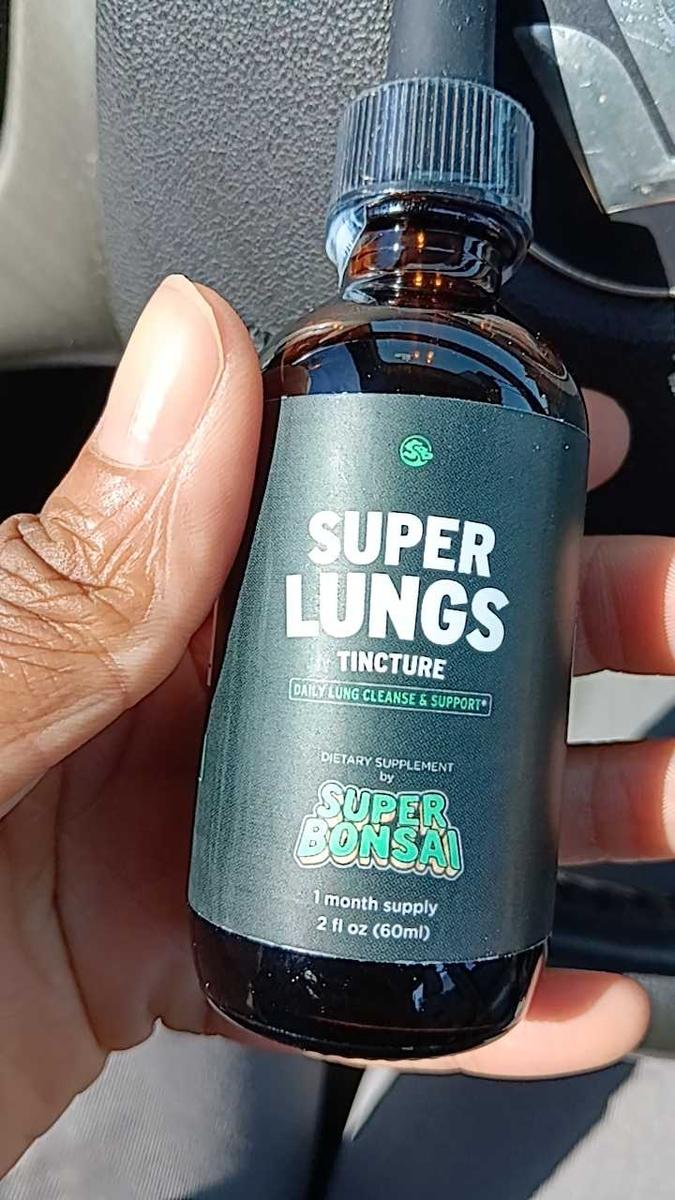 SUPER
LUNGS
TINCTURE
DAILY LUNG CLEANSE & SUPPORT*
DIETARY SUPPLEMENT
by
SUPER
BONSAI
1 month supply
2 fl oz (60ml)